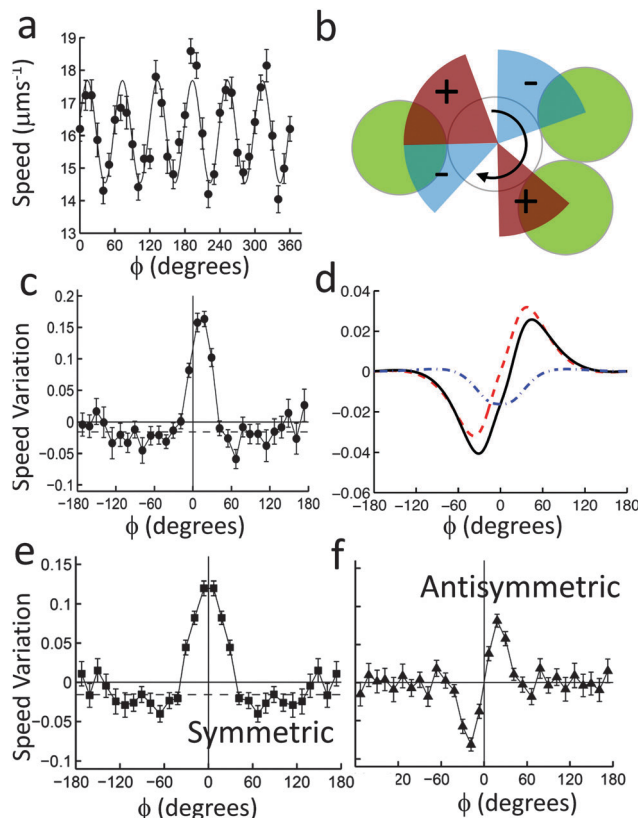 a
Speed (μms⁻¹)
19
18
17
16
15
14
13
0 60 120 180 240 300 360
ϕ (degrees)
b
+
-
-
+
c
Speed Variation
0.2
0.15
0.1
0.05
0
-0.05
-0.1
-180 -120 -60 0 60 120 180
ϕ (degrees)
d
0.04
0.02
0
-0.02
-0.04
-0.06
-180 -120 -60 0 60 120 180
ϕ (degrees)
e
Speed Variation
0.15
0.1
0.05
0
-0.05
-0.1
Symmetric
-180 -120 -60 0 60 120 180
ϕ (degrees)
f
Antisymmetric
20 -60 0 60 120 180
ϕ (degrees)